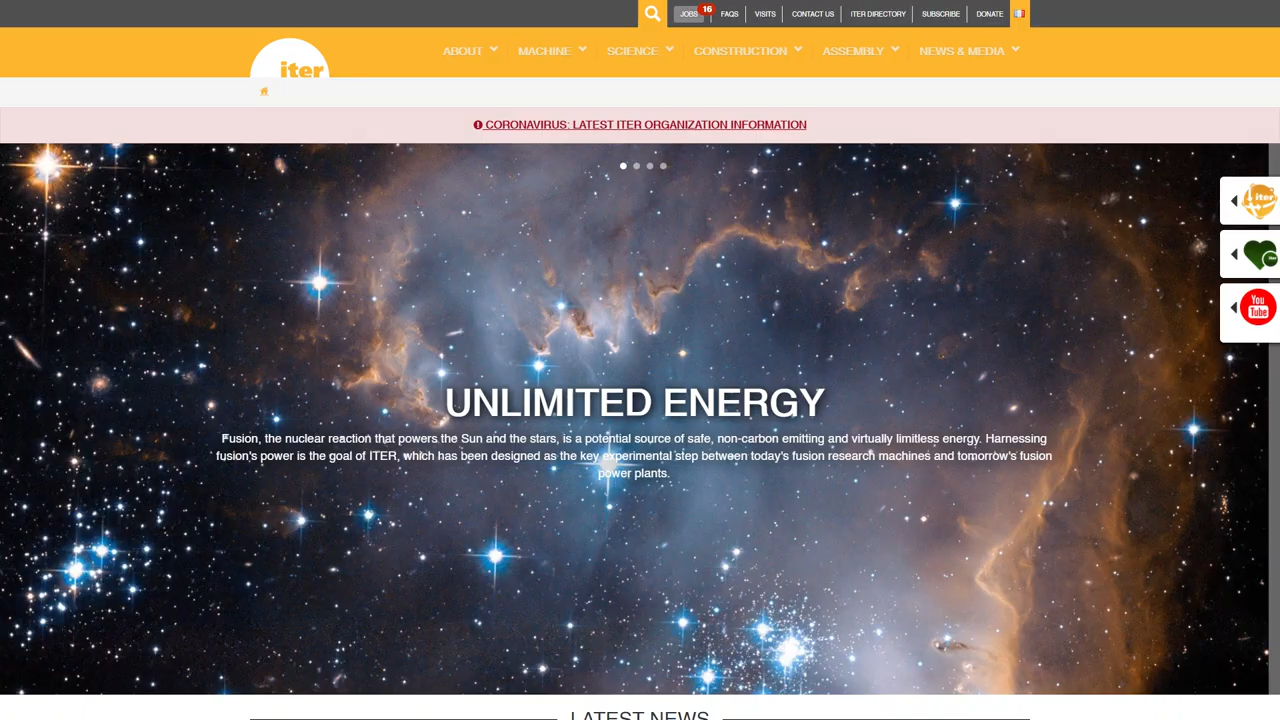 JOBS 16 FAQS VISITS CONTACT US ITER DIRECTORY SUBSCRIBE DONATE
iter ABOUT MACHINE SCIENCE CONSTRUCTION ASSEMBLY NEWS & MEDIA
CORONAVIRUS: LATEST ITER ORGANIZATION INFORMATION
iter
You
Tube
UNLIMITED ENERGY
Fusion, the nuclear reaction that powers the Sun and the stars, is a potential source of safe, non-carbon emitting and virtually limitless energy. Harnessing
fusion's power is the goal of ITER, which has been designed as the key experimental step between today's fusion research machines and tomorrow's fusion
power plants.
LATEST NEWS